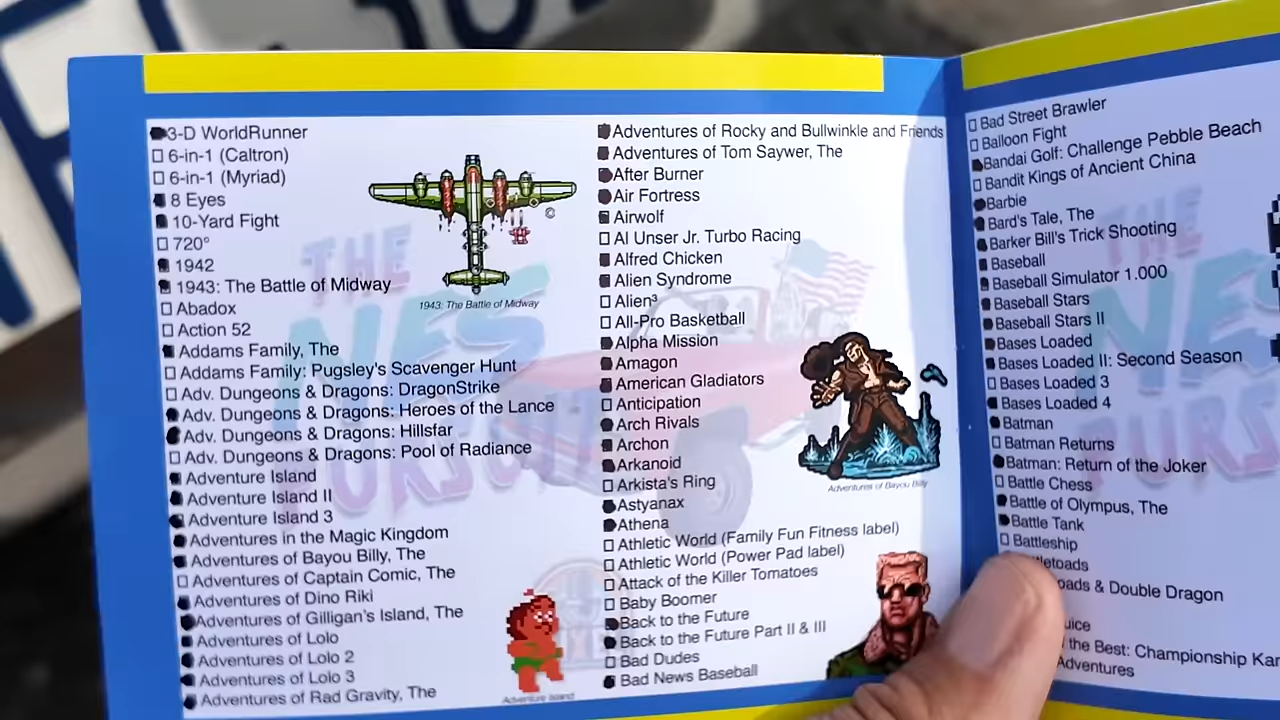 3-D WorldRunner
6-in-1 (Caltron)
6-in-1 (Myriad)
8 Eyes
10-Yard Fight
720°
1942
1943: The Battle of Midway
Abadox
Action 52
Addams Family, The
Addams Family: Pugsley's Scavenger Hunt
Adv. Dungeons & Dragons: DragonStrike
Adv. Dungeons & Dragons: Heroes of the Lance
Adv. Dungeons & Dragons: Hillsfar
Adv. Dungeons & Dragons: Pool of Radiance
Adventure Island
Adventure Island II
Adventure Island 3
Adventures in the Magic Kingdom
Adventures of Bayou Billy, The
Adventures of Captain Comic, The
Adventures of Dino Riki
Adventures of Gilligan's Island, The
Adventures of Lolo
Adventures of Lolo 2
Adventures of Lolo 3
Adventures of Rad Gravity, The
©
1943: The Battle of Midway
Adventure Island
THE
NES
PURSUIT
Adventures of Rocky and Bullwinkle and Friends
Adventures of Tom Saywer, The
After Burner
Air Fortress
Airwolf
Al Unser Jr. Turbo Racing
Alfred Chicken
Alien Syndrome
Alien³
All-Pro Basketball
Alpha Mission
Amagon
American Gladiators
Anticipation
Arch Rivals
Archon
Arkanoid
Arkista's Ring
Astyanax
Athena
Athletic World (Family Fun Fitness label)
Athletic World (Power Pad label)
Attack of the Killer Tomatoes
Baby Boomer
Back to the Future
Back to the Future Part II & III
Bad Dudes
Bad News Baseball
Adventures of Bayou Billy
Bad Street Brawler
Balloon Fight
Bandai Golf: Challenge Pebble Beach
Bandit Kings of Ancient China
Barbie
Bard's Tale, The
Barker Bill's Trick Shooting
Baseball
Baseball Simulator 1.000
Baseball Stars
Baseball Stars II
Bases Loaded
Bases Loaded II: Second Season
Bases Loaded 3
Bases Loaded 4
Batman
Batman Returns
Batman: Return of the Joker
Battle Chess
Battle of Olympus, The
Battle Tank
Battleship
letoads
oads & Double Dragon
uice
the Best: Championship Kar
Adventures
THE
NE
PURS